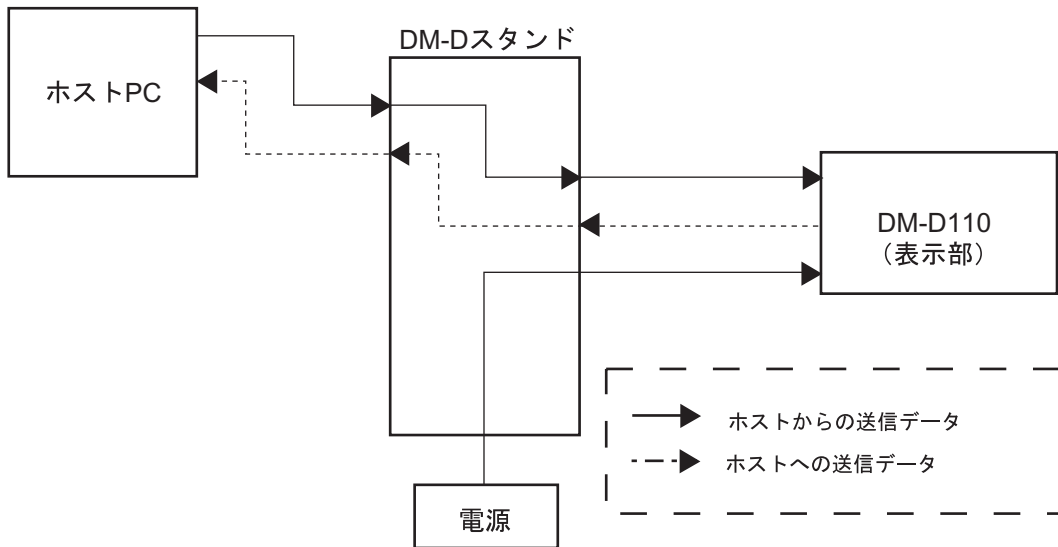 DM-Dスタンド
ホストPC
DM-D110
（表示部）
ホストからの送信データ
ホストへの送信データ
電源